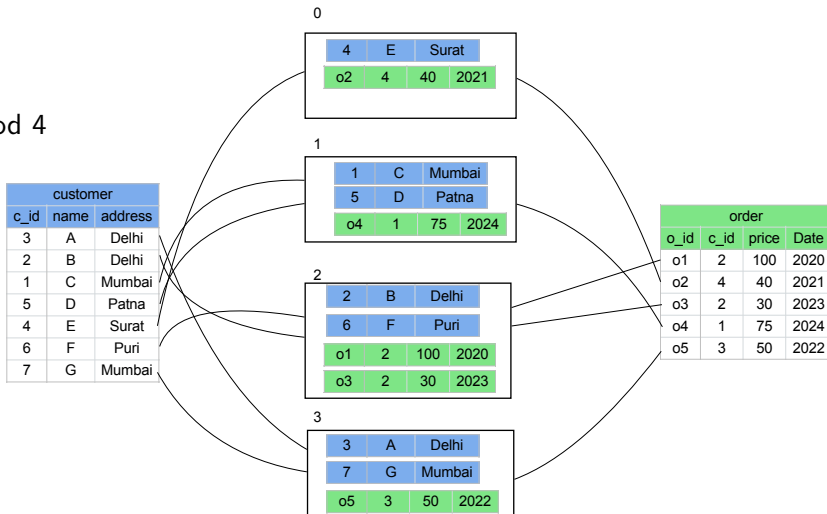 0
4 E Surat
o2 4 40 2021
od 4
1
1 C Mumbai
5 D Patna
o4 1 75 2024
customer
c_id name address
3 A Delhi
2 B Delhi
1 C Mumbai
5 D Patna
4 E Surat
6 F Puri
7 G Mumbai
2
2 B Delhi
6 F Puri
o1 2 100 2020
o3 2 30 2023
3
3 A Delhi
7 G Mumbai
o5 3 50 2022
order
o_id c_id price Date
o1 2 100 2020
o2 4 40 2021
o3 2 30 2023
o4 1 75 2024
o5 3 50 2022